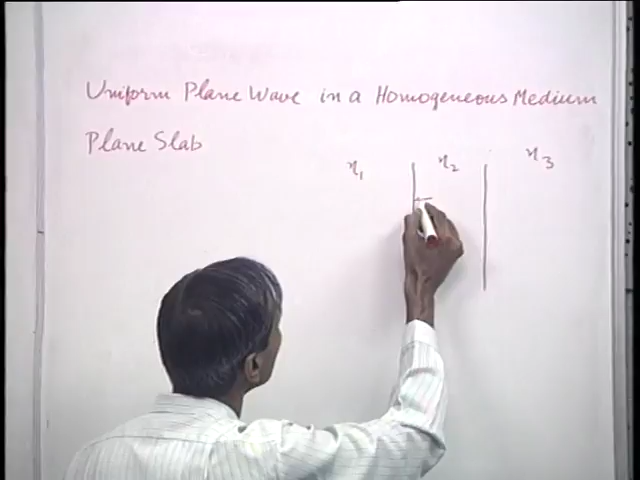 Uniform Plane Wave in a Homogeneous Medium
Plane Slab
η₁ η₂ η₃